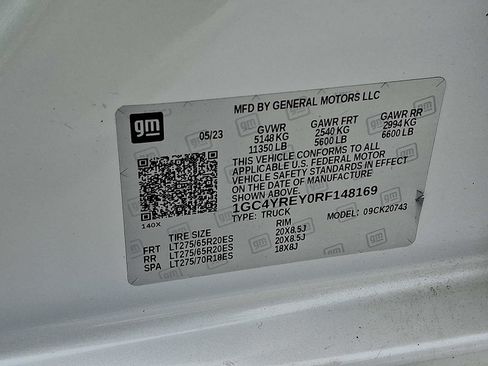 gm
MFD BY GENERAL MOTORS LLC
05/23 GVWR GAWR FRT GAWR RR
5148 KG 2540 KG 2994 KG
11350 LB 5600 LB 6600 LB
THIS VEHICLE CONFORMS TO ALL
APPLICABLE U.S. FEDERAL MOTOR
VEHICLE SAFETY STANDARDS IN EFFECT
ON THE DATE OF MANUFACTURE
1GC4YREY0RF148169
TYPE: TRUCK MODEL: 09CK20743
140X
TIRE SIZE RIM
FRT LT275/65R20ES 20X8.5J
RR LT275/65R20ES 20X8.5J
SPA LT275/70R18ES 18X8J